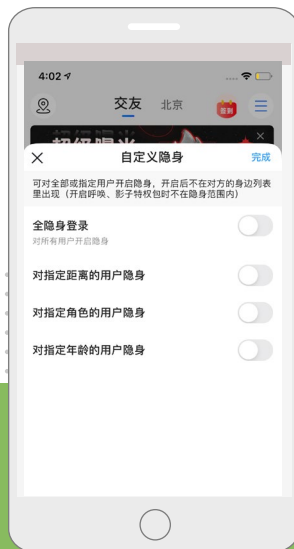 4:02
交友 北京
签到
超级曝光
自定义隐身 完成
可对全部或指定用户开启隐身，开启后不在对方的身边列表
里出现（开启呼唤、影子特权包时不在隐身范围内）
全隐身登录
对所有用户开启隐身
对指定距离的用户隐身
对指定角色的用户隐身
对指定年龄的用户隐身